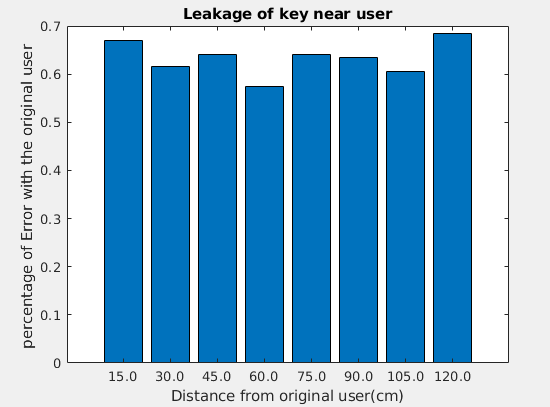 Leakage of key near user
percentage of Error with the original user
0.7
0.6
0.5
0.4
0.3
0.2
0.1
0
15.0 30.0 45.0 60.0 75.0 90.0 105.0 120.0
Distance from original user(cm)